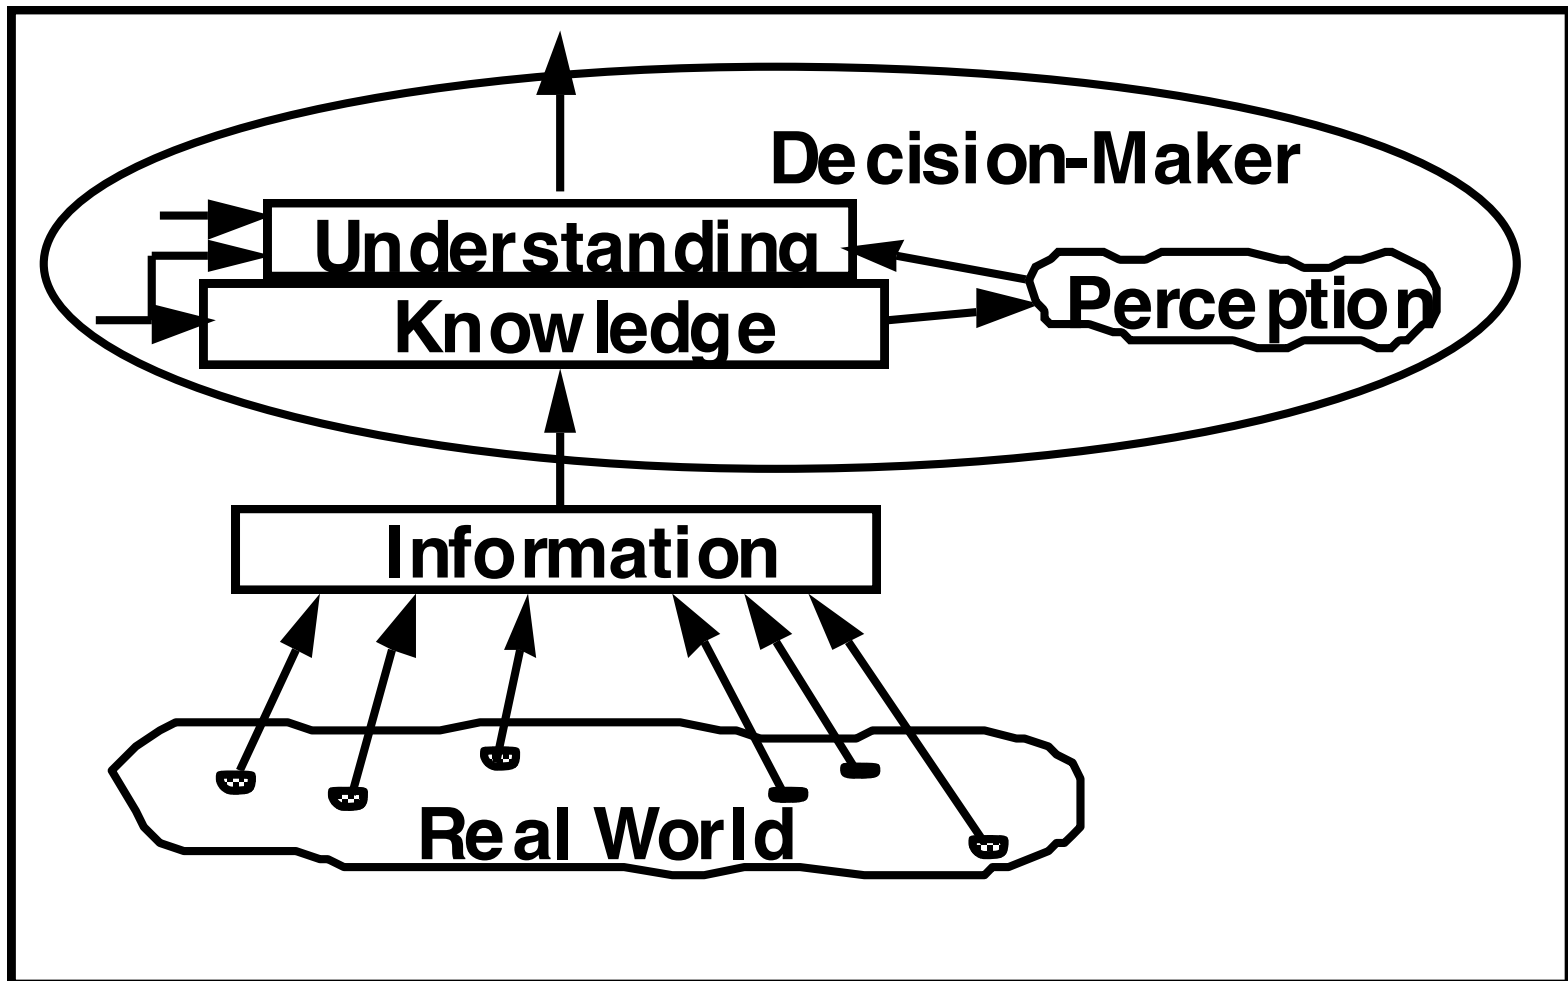 Decision-Maker
Understanding
Perception
Knowledge
Information
Real World